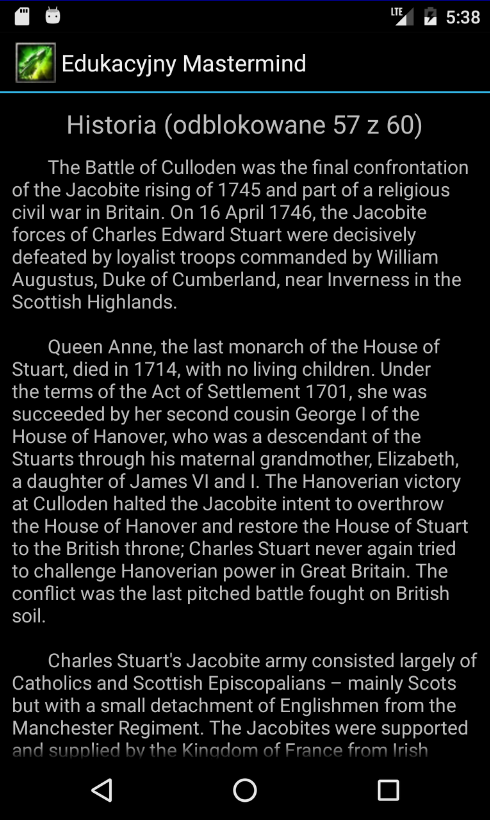 LTE 5:38
Edukacyjny Mastermind
Historia (odblokowane 57 z 60)
The Battle of Culloden was the final confrontation
of the Jacobite rising of 1745 and part of a religious
civil war in Britain. On 16 April 1746, the Jacobite
forces of Charles Edward Stuart were decisively
defeated by loyalist troops commanded by William
Augustus, Duke of Cumberland, near Inverness in the
Scottish Highlands.
Queen Anne, the last monarch of the House of
Stuart, died in 1714, with no living children. Under
the terms of the Act of Settlement 1701, she was
succeeded by her second cousin George I of the
House of Hanover, who was a descendant of the
Stuarts through his maternal grandmother, Elizabeth,
a daughter of James VI and I. The Hanoverian victory
at Culloden halted the Jacobite intent to overthrow
the House of Hanover and restore the House of Stuart
to the British throne; Charles Stuart never again tried
to challenge Hanoverian power in Great Britain. The
conflict was the last pitched battle fought on British
soil.
Charles Stuart's Jacobite army consisted largely of
Catholics and Scottish Episcopalians – mainly Scots
but with a small detachment of Englishmen from the
Manchester Regiment. The Jacobites were supported
and supplied by the Kingdom of France from Irish